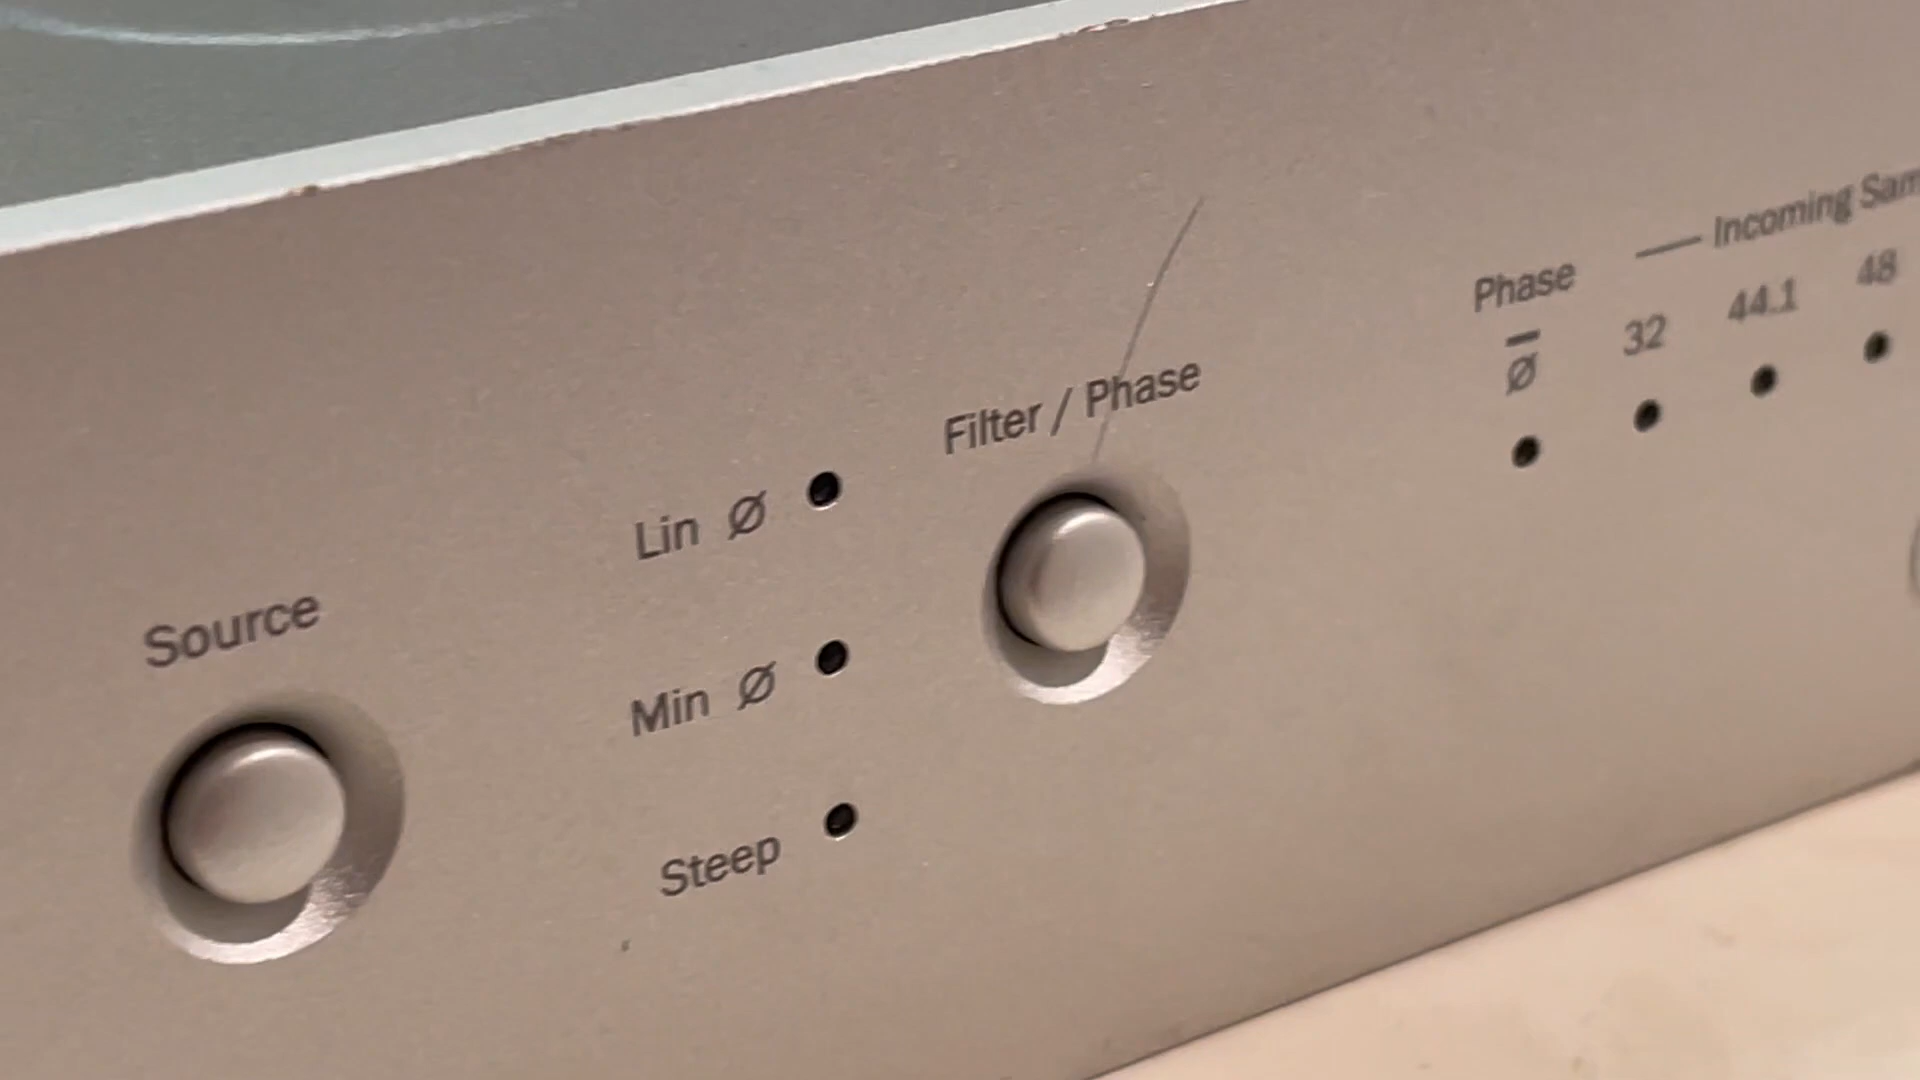 Source
Lin Ø
Min Ø
Steep
Filter / Phase
Phase
Ø
Incoming
32
44.1
48